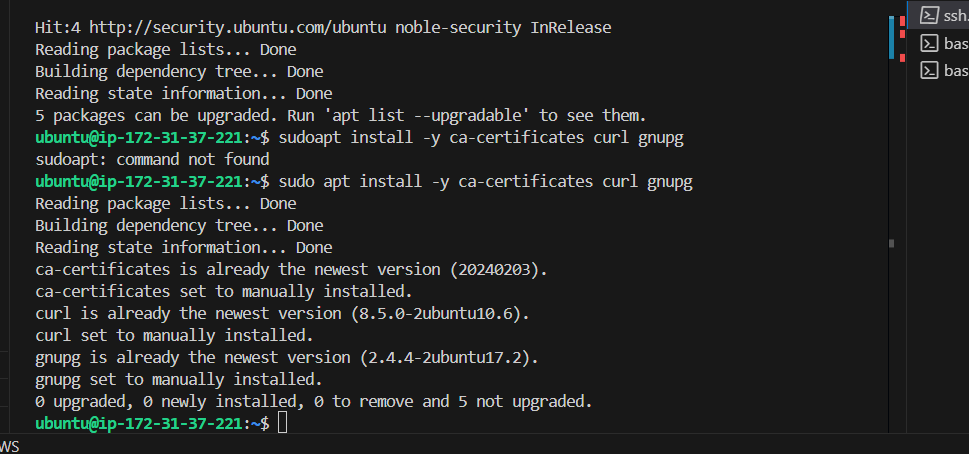 Hit:4 http://security.ubuntu.com/ubuntu noble-security InRelease
Reading package lists... Done
Building dependency tree... Done
Reading state information... Done
5 packages can be upgraded. Run 'apt list --upgradable' to see them.
ubuntu@ip-172-31-37-221:~$ sudoapt install -y ca-certificates curl gnupg
sudoapt: command not found
ubuntu@ip-172-31-37-221:~$ sudo apt install -y ca-certificates curl gnupg
Reading package lists... Done
Building dependency tree... Done
Reading state information... Done
ca-certificates is already the newest version (20240203).
ca-certificates set to manually installed.
curl is already the newest version (8.5.0-2ubuntu10.6).
curl set to manually installed.
gnupg is already the newest version (2.4.4-2ubuntu17.2).
gnupg set to manually installed.
0 upgraded, 0 newly installed, 0 to remove and 5 not upgraded.
ubuntu@ip-172-31-37-221:~$
ssh.
bas
bas
WS